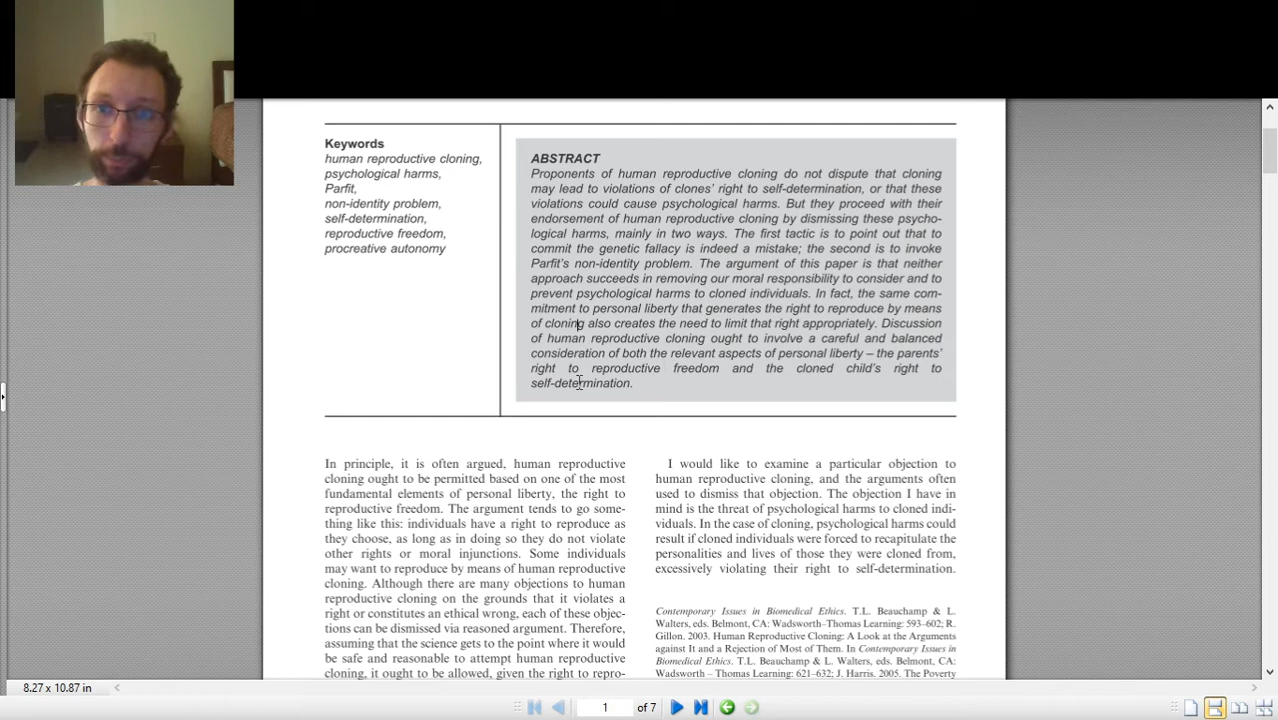 Keywords
human reproductive cloning,
psychological harms,
Parfit,
non-identity problem,
self-determination,
reproductive freedom,
procreative autonomy
ABSTRACT
Proponents of human reproductive cloning do not dispute that cloning
may lead to violations of clones' right to self-determination, or that these
violations could cause psychological harms. But they proceed with their
endorsement of human reproductive cloning by dismissing these psycho-
logical harms, mainly in two ways. The first tactic is to point out that to
commit the genetic fallacy is indeed a mistake; the second is to invoke
Parfit's non-identity problem. The argument of this paper is that neither
approach succeeds in removing our moral responsibility to consider and to
prevent psychological harms to cloned individuals. In fact, the same com-
mitment to personal liberty that generates the right to reproduce by means
of cloning also creates the need to limit that right appropriately. Discussion
of human reproductive cloning ought to involve a careful and balanced
consideration of both the relevant aspects of personal liberty – the parents'
right to reproductive freedom and the cloned child's right to
self-determination.
In principle, it is often argued, human reproductive
cloning ought to be permitted based on one of the most
fundamental elements of personal liberty, the right to
reproductive freedom. The argument tends to go some-
thing like this: individuals have a right to reproduce as
they choose, as long as in doing so they do not violate
other rights or moral injunctions. Some individuals
may want to reproduce by means of human reproductive
cloning. Although there are many objections to human
reproductive cloning on the grounds that it violates a
right or constitutes an ethical wrong, each of these objec-
tions can be dismissed via reasoned argument. Therefore,
assuming that the science gets to the point where it would
be safe and reasonable to attempt human reproductive
cloning, it ought to be allowed, given the right to repro-
I would like to examine a particular objection to
human reproductive cloning, and the arguments often
used to dismiss that objection. The objection I have in
mind is the threat of psychological harms to cloned indi-
viduals. In the case of cloning, psychological harms could
result if cloned individuals were forced to recapitulate the
personalities and lives of those they were cloned from,
excessively violating their right to self-determination.
Contemporary Issues in Biomedical Ethics. T.L. Beauchamp & L.
Walters, eds. Belmont, CA: Wadsworth–Thomas Learning: 593–602; R.
Gillon. 2003. Human Reproductive Cloning: A Look at the Arguments
against It and a Rejection of Most of Them. In Contemporary Issues in
Biomedical Ethics. T.L. Beauchamp & L. Walters, eds. Belmont, CA:
Wadsworth – Thomas Learning: 621–632; J. Harris. 2005. The Poverty
8.27 x 10.87 in
1 of 7